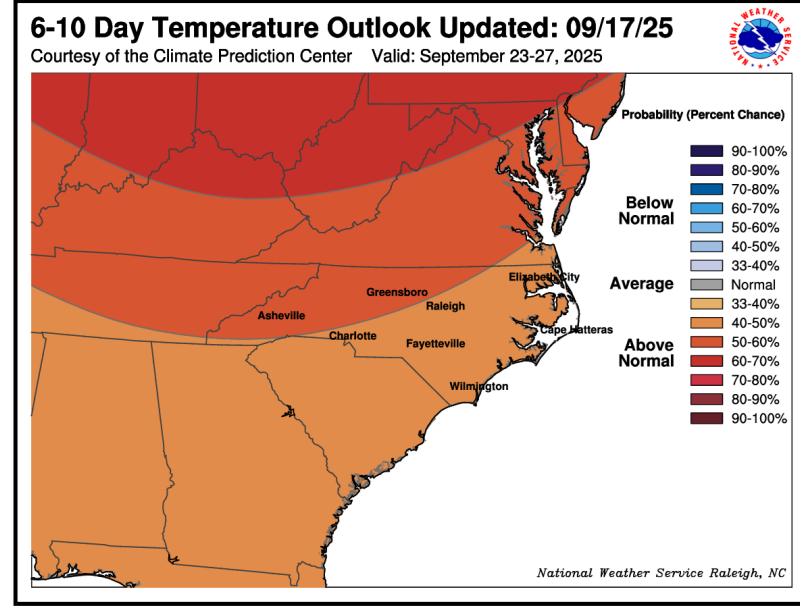 6-10 Day Temperature Outlook Updated: 09/17/25
Courtesy of the Climate Prediction Center Valid: September 23-27, 2025
NATIONAL WEATHER SERVICE
Probability (Percent Chance)
90-100%
80-90%
70-80%
60-70%
50-60%
40-50%
33-40%
Below
Normal
Average
Normal
33-40%
40-50%
50-60%
60-70%
70-80%
80-90%
90-100%
Above
Normal
Elizabeth City
Greensboro
Raleigh
Asheville
Cape Hatteras
Charlotte
Fayetteville
Wilmington
National Weather Service Raleigh, NC